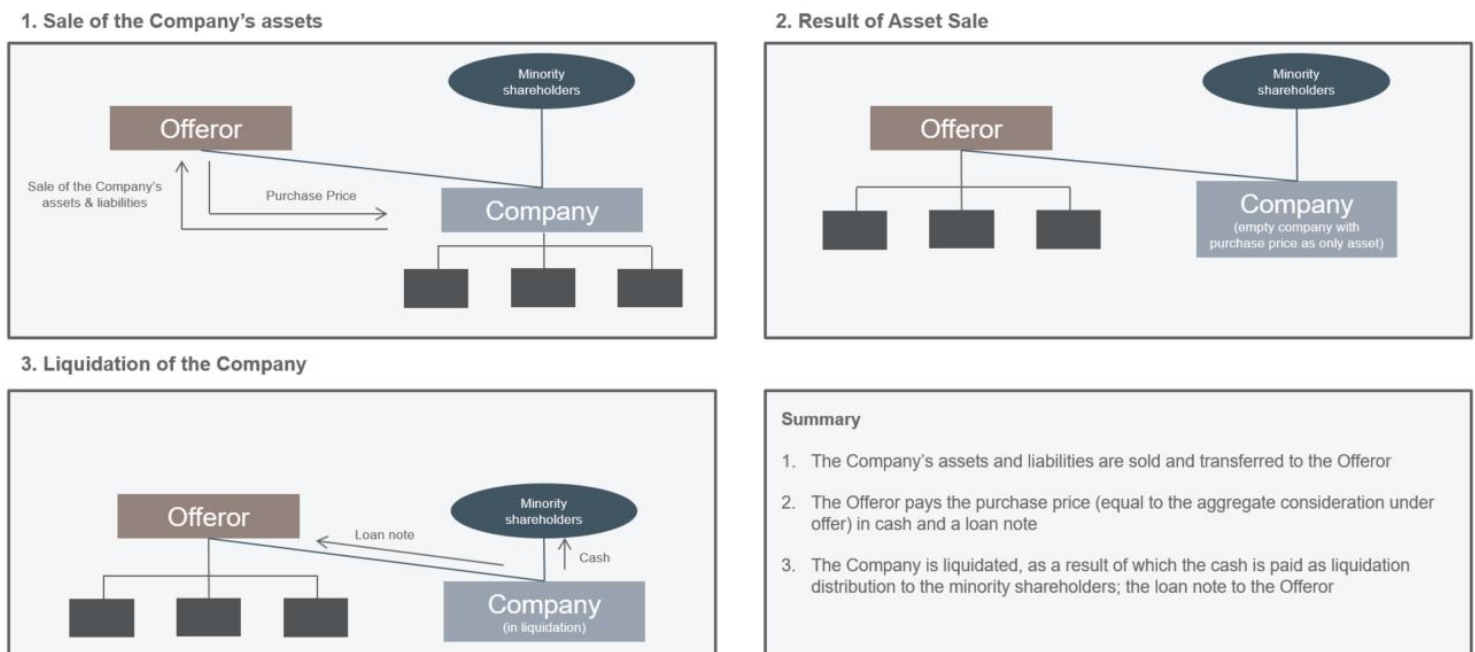 1. Sale of the Company's assets
Minority
shareholders
Offeror
Sale of the Company's
assets & liabilities
Purchase Price
Company
2. Result of Asset Sale
Minority
shareholders
Offeror
Company
(empty company with
purchase price as only asset)
3. Liquidation of the Company
Minority
shareholders
Offeror
Loan note
Cash
Company
(in liquidation)
Summary
1. The Company's assets and liabilities are sold and transferred to the Offeror
2. The Offeror pays the purchase price (equal to the aggregate consideration under
offer) in cash and a loan note
3. The Company is liquidated, as a result of which the cash is paid as liquidation
distribution to the minority shareholders; the loan note to the Offeror